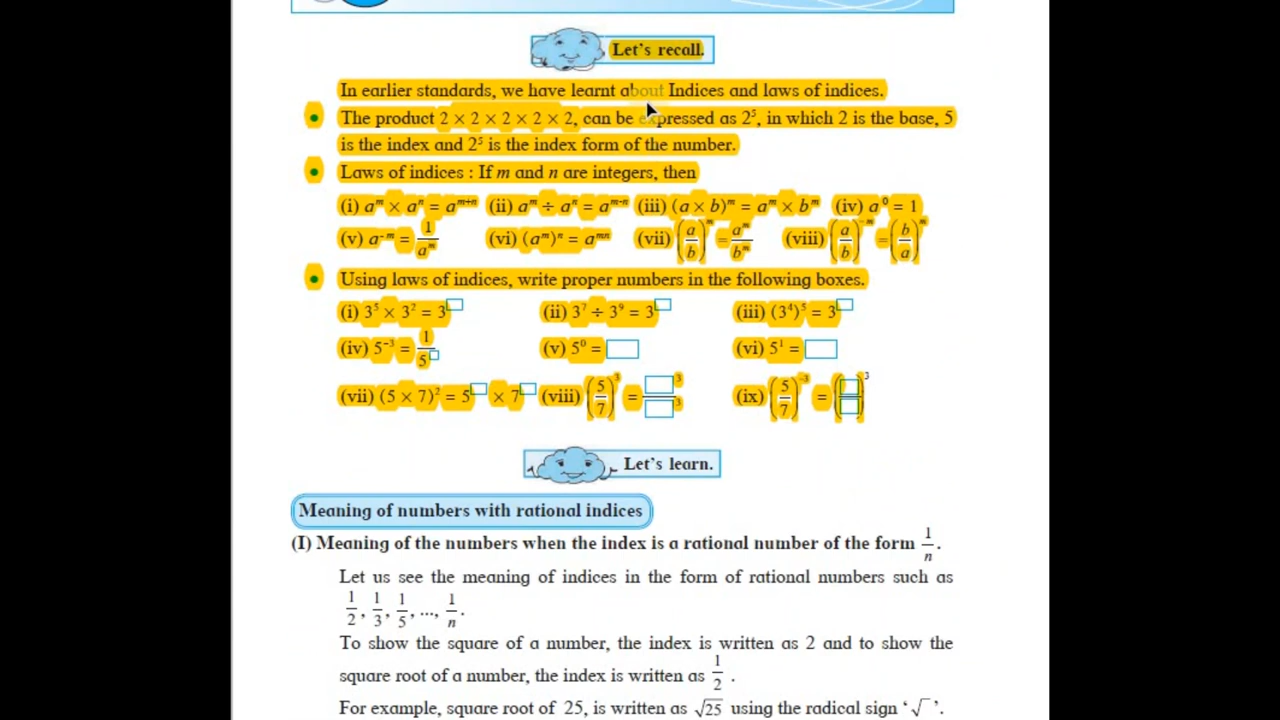 Let's recall.
In earlier standards, we have learnt about Indices and laws of indices.
• The product 2 × 2 × 2 × 2 × 2, can be expressed as 2⁵, in which 2 is the base, 5
is the index and 2⁵ is the index form of the number.
• Laws of indices : If m and n are integers, then
(i) aᵐ × aⁿ = aᵐ⁺ⁿ (ii) aᵐ ÷ aⁿ = aᵐ⁻ⁿ (iii) (a × b)ᵐ = aᵐ × bᵐ (iv) a⁰ = 1
(v) a⁻ᵐ = 1/aᵐ (vi) (aᵐ)ⁿ = aᵐⁿ (vii) (a/b)ᵐ = aᵐ/bᵐ (viii) (a/b)⁻ᵐ = (b/a)ᵐ
• Using laws of indices, write proper numbers in the following boxes.
(i) 3⁵ × 3² = 3□ (ii) 3⁷ ÷ 3⁹ = 3□ (iii) (3⁴)⁵ = 3□
(iv) 5⁻³ = 1/5□ (v) 5⁰ = □ (vi) 5¹ = □
(vii) (5 × 7)² = 5□ × 7□ (viii) (5/7)³ = □³/□³ (ix) (5/7)⁻³ = (□/□)³
Let's learn.
Meaning of numbers with rational indices
(I) Meaning of the numbers when the index is a rational number of the form 1/n.
Let us see the meaning of indices in the form of rational numbers such as
1/2, 1/3, 1/5, ..., 1/n.
To show the square of a number, the index is written as 2 and to show the
square root of a number, the index is written as 1/2 .
For example, square root of 25, is written as √25 using the radical sign '√ '.